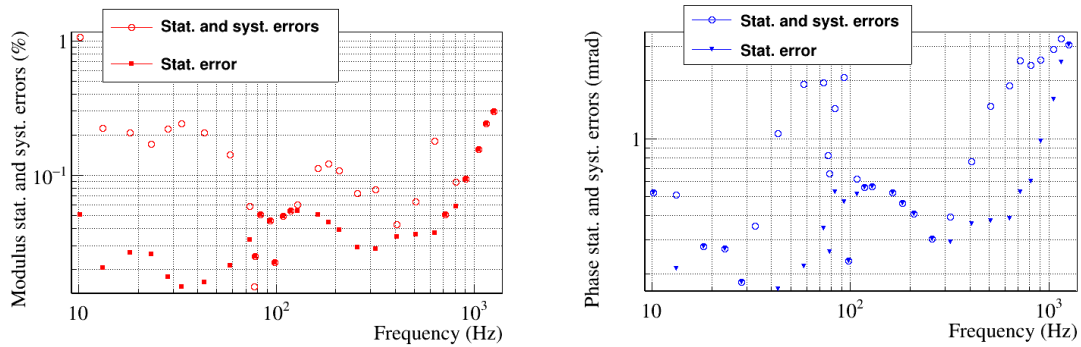 Modulus stat. and syst. errors (%)
Stat. and syst. errors
Stat. error
1
10⁻¹
10
10²
10³
Frequency (Hz)
Phase stat. and syst. errors (mrad)
Stat. and syst. errors
Stat. error
1
10
10²
10³
Frequency (Hz)